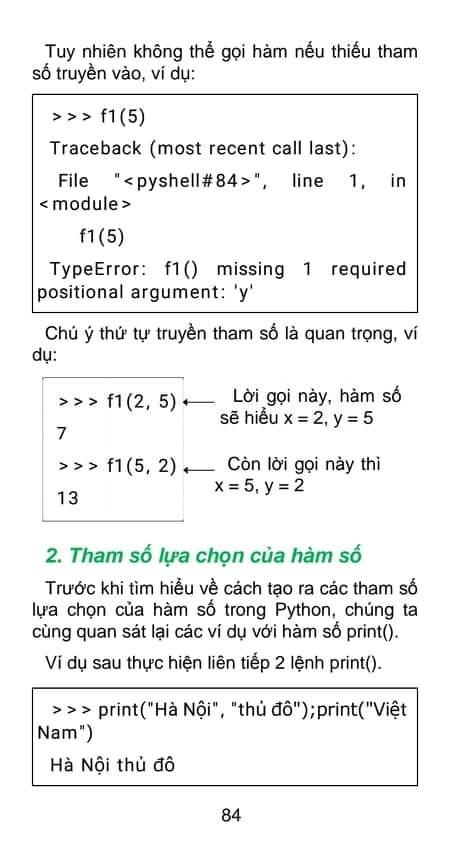 Tuy nhiên không thể gọi hàm nếu thiếu tham
số truyền vào, ví dụ:
>>> f1(5)
Traceback (most recent call last):
File "<pyshell#84>", line 1, in
<module>
f1(5)
TypeError: f1() missing 1 required
positional argument: 'y'
Chú ý thứ tự truyền tham số là quan trọng, ví
dụ:
>>> f1(2, 5) ← Lời gọi này, hàm số
sẽ hiểu x = 2, y = 5
7
>>> f1(5, 2) ← Còn lời gọi này thì
x = 5, y = 2
13
2. Tham số lựa chọn của hàm số
Trước khi tìm hiểu về cách tạo ra các tham số
lựa chọn của hàm số trong Python, chúng ta
cùng quan sát lại các ví dụ với hàm số print().
Ví dụ sau thực hiện liên tiếp 2 lệnh print().
>>> print("Hà Nội", "thủ đô");print("Việt
Nam")
Hà Nội thủ đô
84